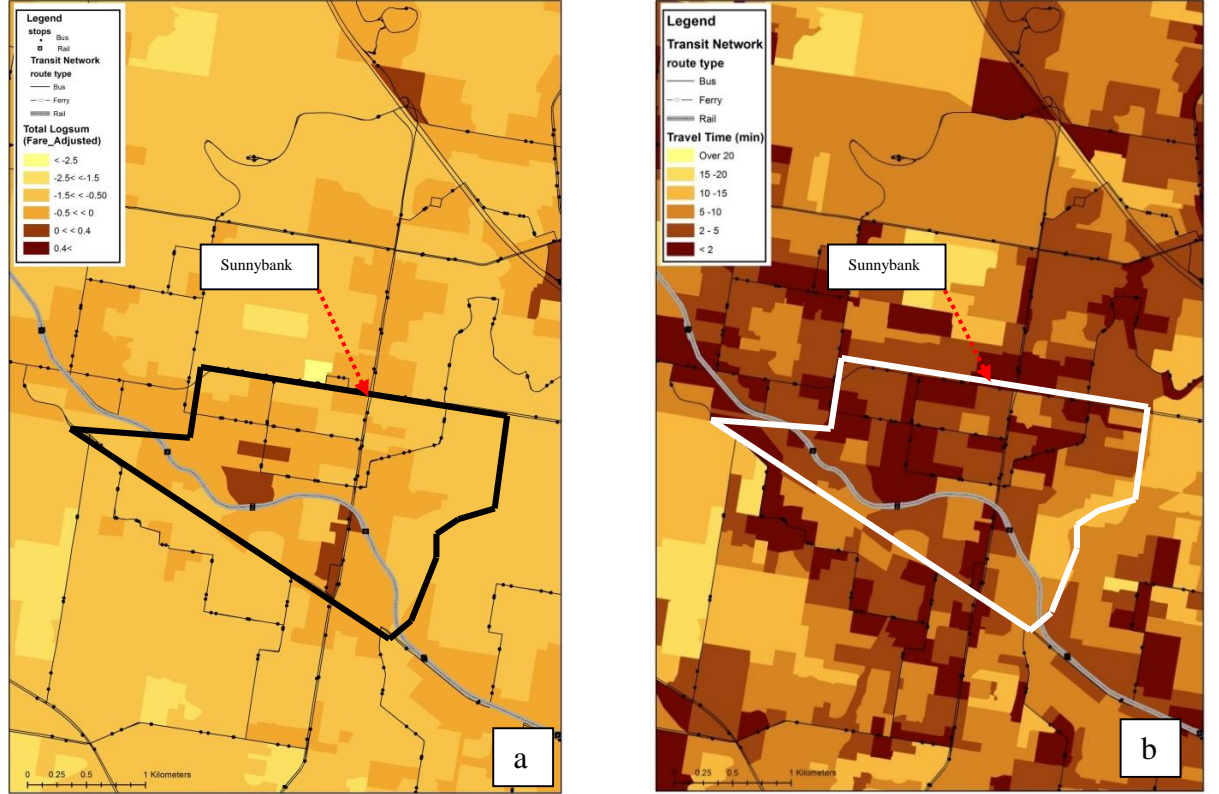 Legend
stops
Bus
Rail
Transit Network
route type
Bus
Ferry
Rail
Total Logsum
(Fare_Adjusted)
< -2.5
-2.5< <-1.5
-1.5< < -0.50
-0.5 < < 0
0 < < 0.4
0.4<
Sunnybank
0 0.25 0.5 1 Kilometers
a
Legend
Transit Network
route type
Bus
Ferry
Rail
Travel Time (min)
Over 20
15 -20
10 -15
5 -10
2 - 5
< 2
Sunnybank
0 0.25 0.5 1 Kilometers
b